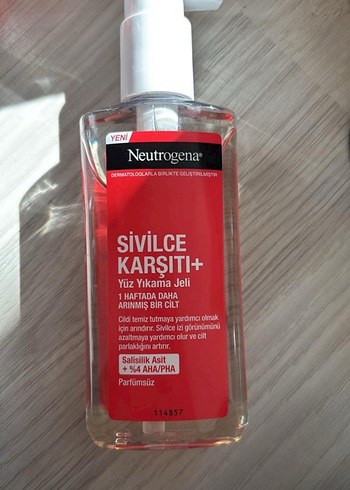 YENİ
Neutrogena®
DERMATOLOGLARLA BİRLİKTE GELİŞTİRİLMİŞTİR
SİVİLCE
KARŞITI+
Yüz Yıkama Jeli
1 HAFTADA DAHA
ARINMIŞ BİR CİLT
Cildi temiz tutmaya yardımcı olmak
için arındırır. Sivilce izi görünümünü
azaltmaya yardımcı olur ve cilt
parlaklığını artırır.
Salisilik Asit
+ %4 AHA/PHA
Parfümsüz
114857